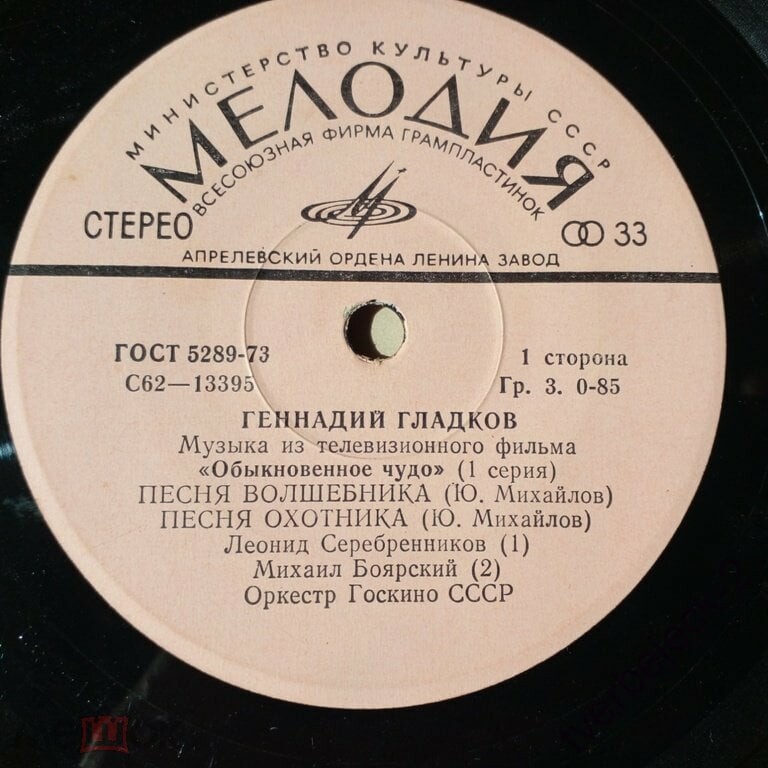 МИНИСТЕРСТВО КУЛЬТУРЫ СССР
МЕЛОДИЯ
ВСЕСОЮЗНАЯ ФИРМА ГРАМПЛАСТИНОК
СТЕРЕО
33
АПРЕЛЕВСКИЙ ОРДЕНА ЛЕНИНА ЗАВОД
ГОСТ 5289-73
1 сторона
С62—13395
Гр. 3. 0-85
ГЕННАДИЙ ГЛАДКОВ
Музыка из телевизионного фильма
«Обыкновенное чудо» (1 серия)
ПЕСНЯ ВОЛШЕБНИКА (Ю. Михайлов)
ПЕСНЯ ОХОТНИКА (Ю. Михайлов)
Леонид Серебренников (1)
Михаил Боярский (2)
Оркестр Госкино СССР